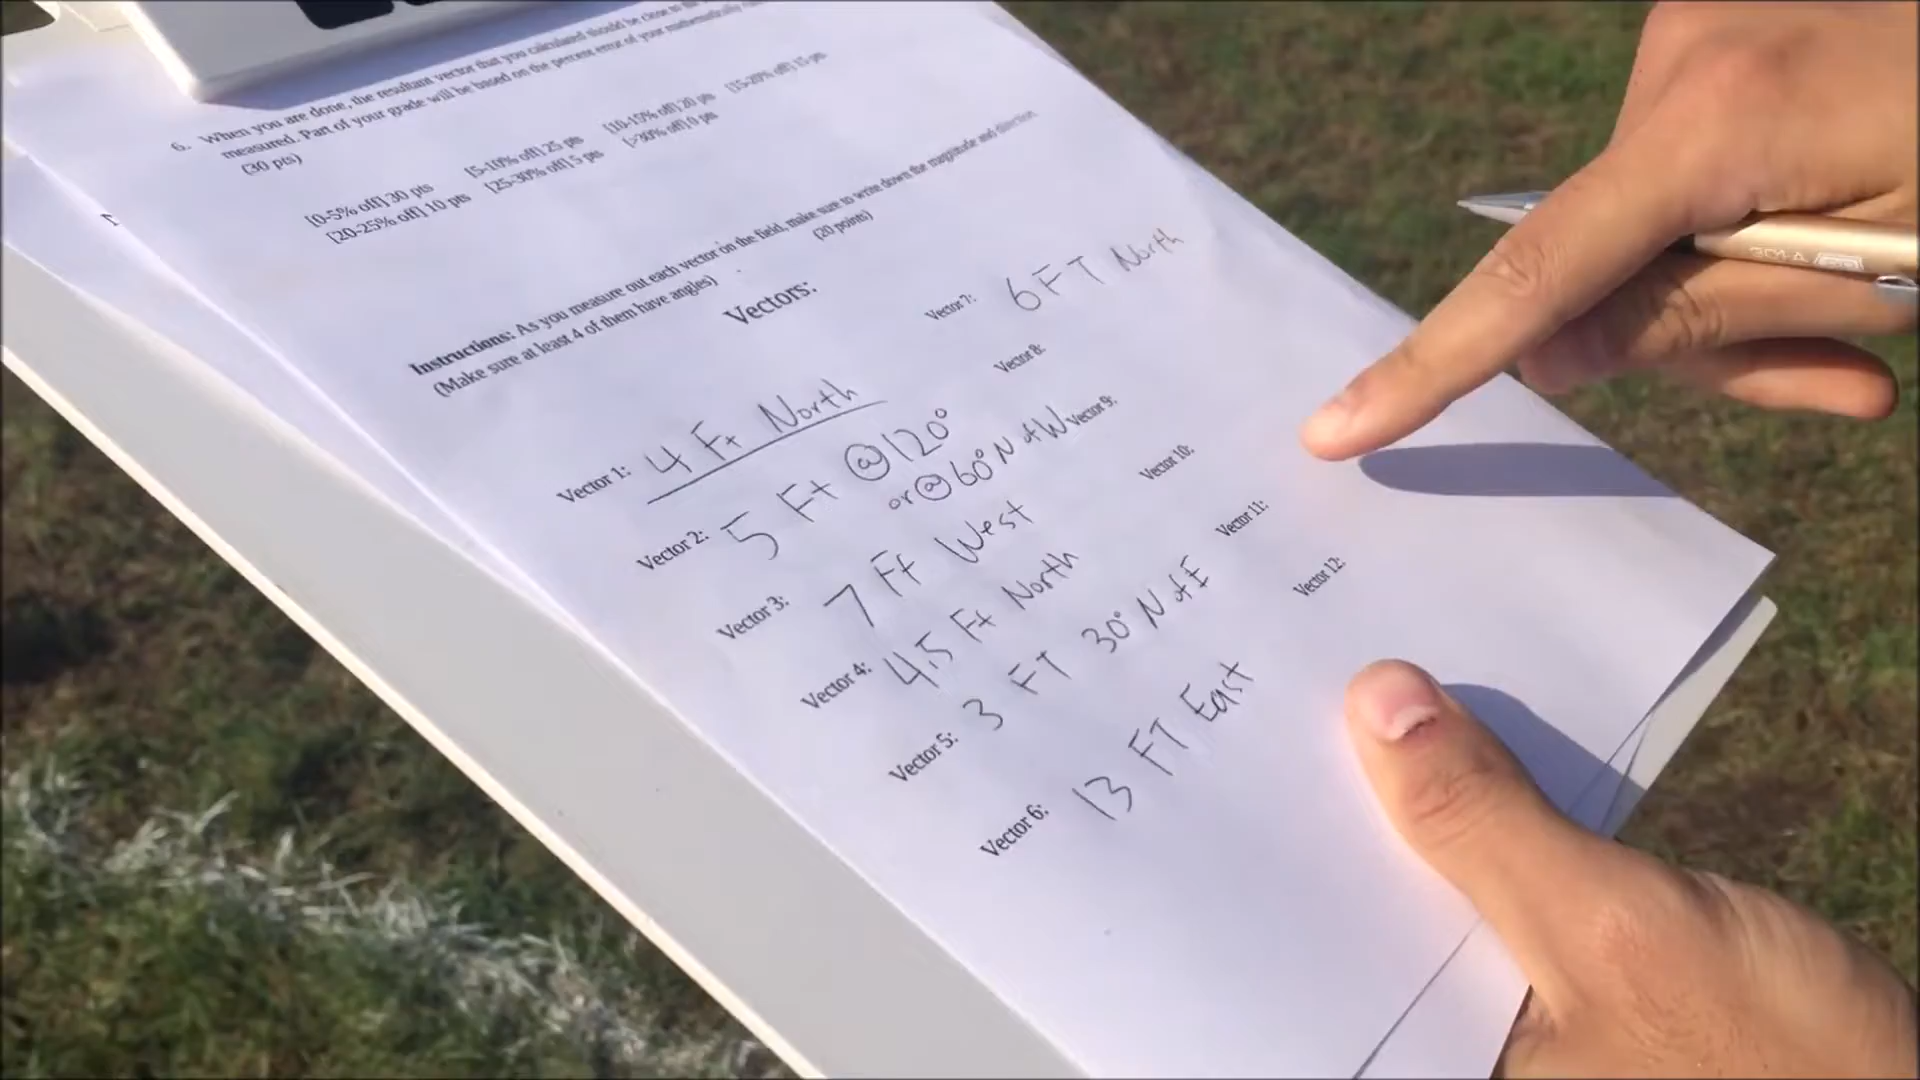 6. When you are done, the resultant vector that you calculated should be close to the
measured. Part of your grade will be based on the percent error of your mathematically
(30 pts)
[0-5% off] 30 pts [5-10% off] 25 pts [10-15% off] 20 pts [15-20% off] 15 pts
[20-25% off] 10 pts [25-30% off] 5 pts [>30% off] 0 pts
Instructions: As you measure out each vector on the field, make sure to write down the magnitude and direction
(Make sure at least 4 of them have angles) (20 points)
Vectors:
Vector 1: 4 Ft North
Vector 2: 5 Ft @120°
or @ 60° N of W
Vector 3: 7 Ft West
Vector 4: 4.5 Ft North
Vector 5: 3 FT 30° N of E
Vector 6: 13 FT East
Vector 7: 6 FT North
Vector 8:
Vector 9:
Vector 10:
Vector 11:
Vector 12: